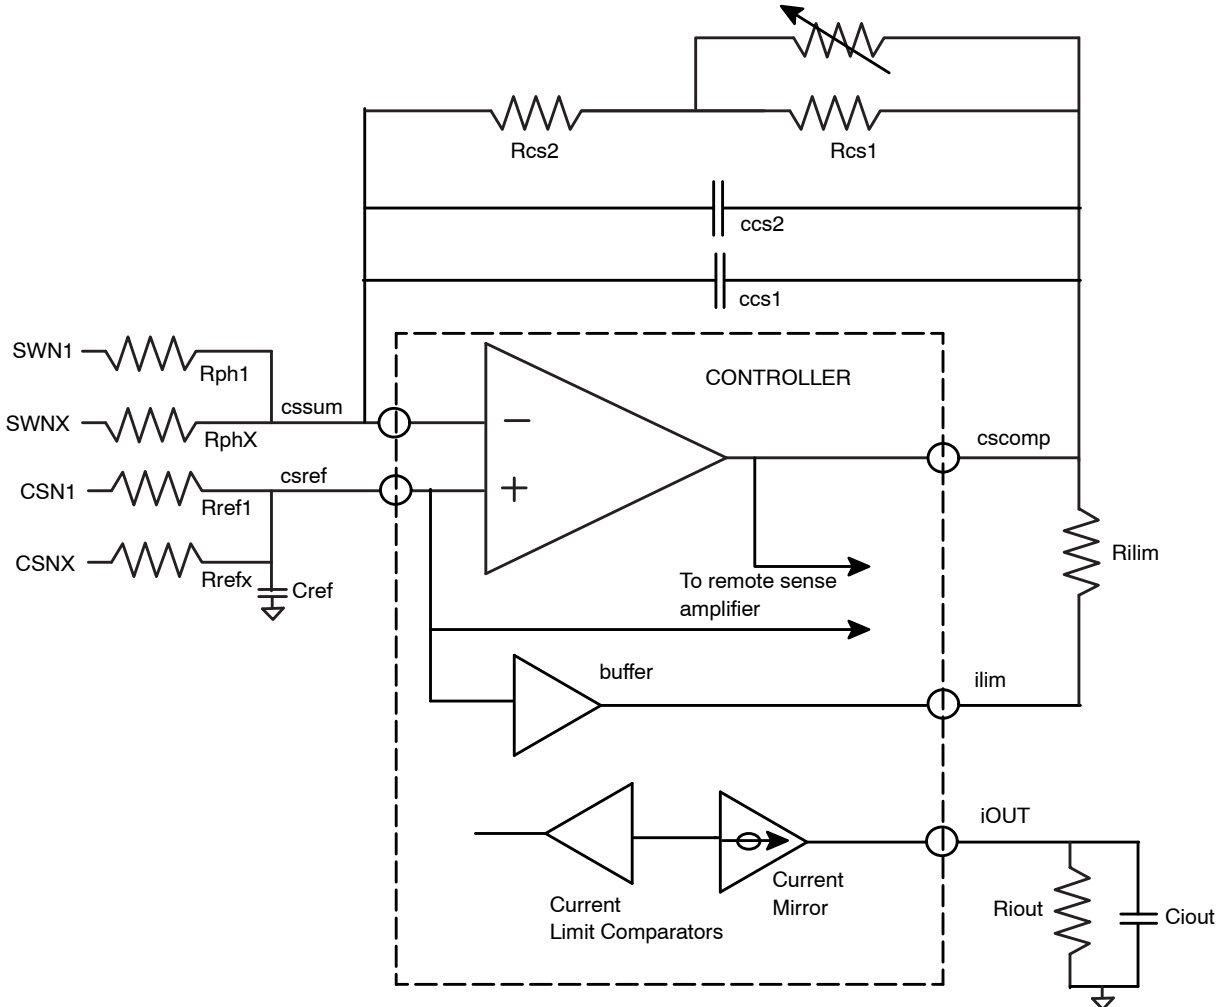 Rcs2
Rcs1
ccs2
ccs1
SWN1
Rph1
CONTROLLER
SWNX
RphX
cssum
−
cscomp
CSN1
Rref1
csref
+
CSNX
Rrefx
Cref
To remote sense
amplifier
Rilim
buffer
ilim
iOUT
Current
Limit Comparators
Current
Mirror
Riout
Ciout